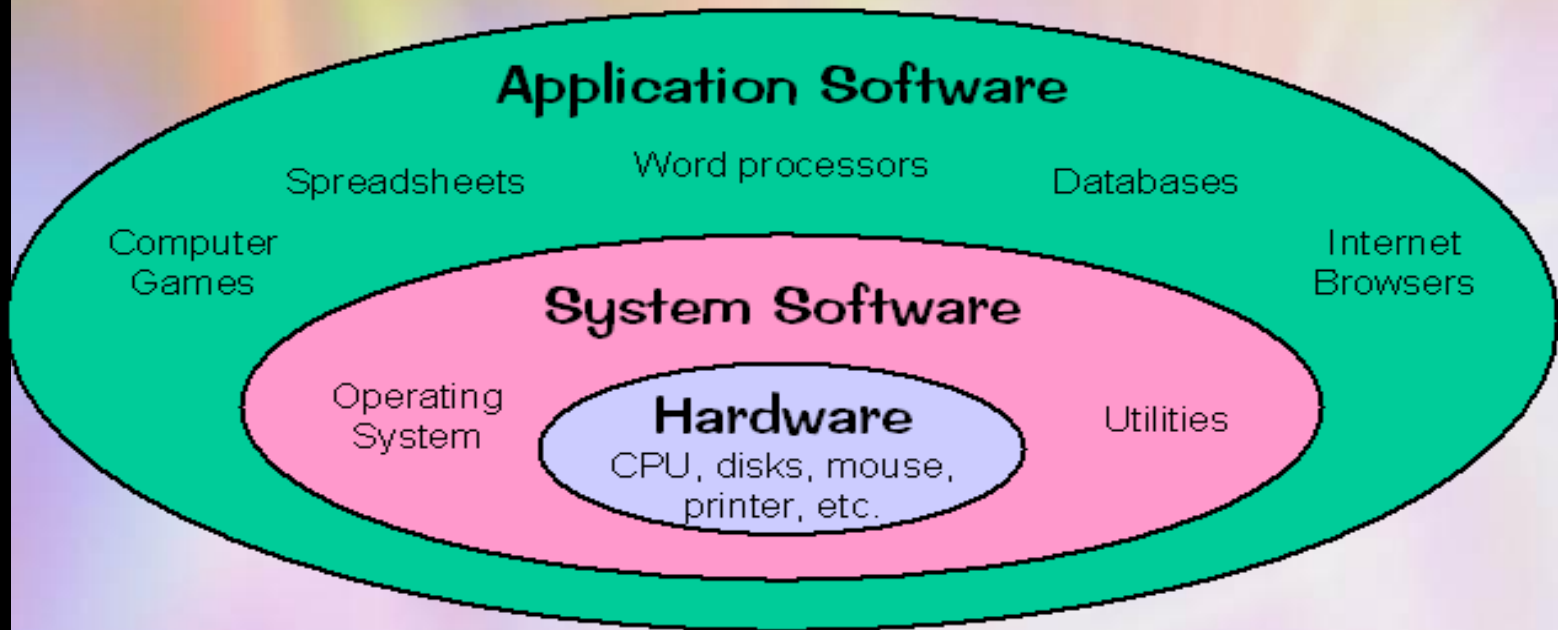 Application Software
Word processors
Spreadsheets
Databases
Computer
Games
Internet
Browsers
System Software
Operating
System
Utilities
Hardware
CPU, disks, mouse,
printer, etc.